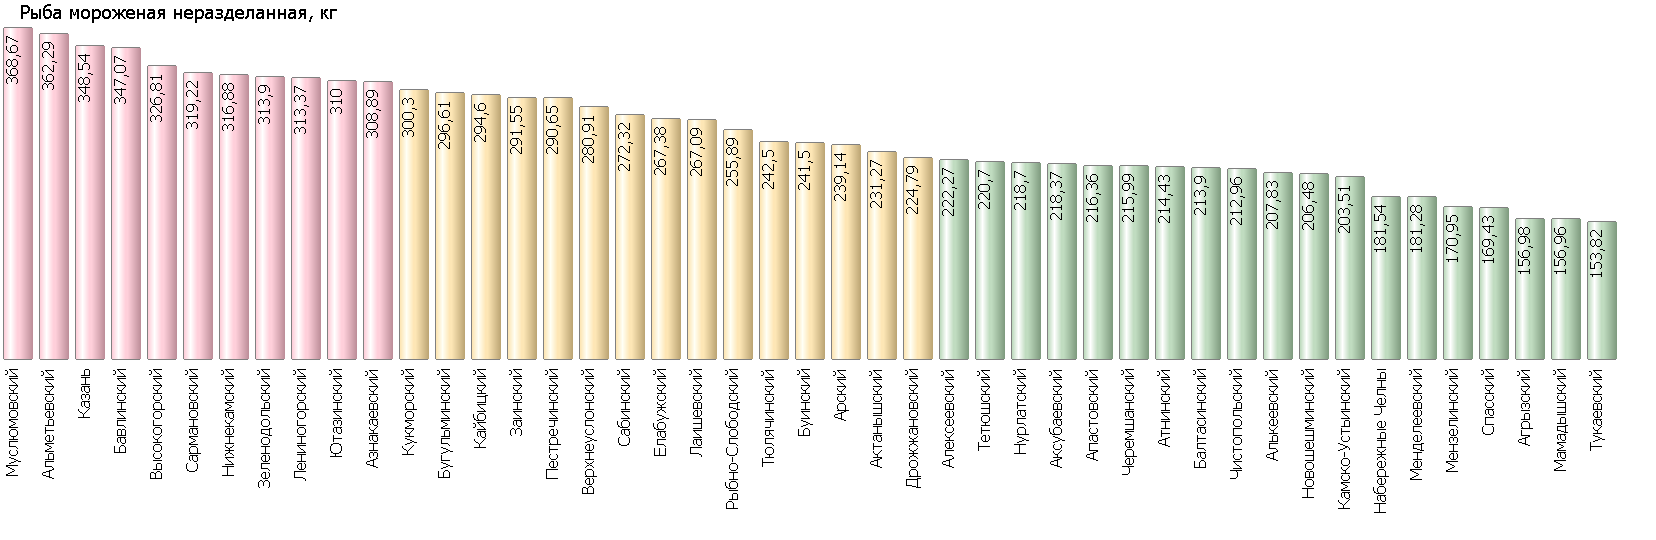 Рыба мороженая неразделанная, кг
368,67
362,29
348,54
347,07
326,81
319,22
316,88
313,9
313,37
310
308,89
300,3
296,61
294,6
291,55
290,65
280,91
272,32
267,38
267,09
255,89
242,5
241,5
239,14
231,27
224,79
222,27
220,7
218,7
218,37
216,36
215,99
214,43
213,9
212,96
207,83
206,48
203,51
181,54
181,28
170,95
169,43
156,98
156,96
153,82
Муслюмовский
Альметьевский
Казань
Бавлинский
Высокогорский
Сармановский
Нижнекамский
Зеленодольский
Лениногорский
Ютазинский
Азнакаевский
Кукморский
Бугульминский
Кайбицкий
Заинский
Пестречинский
Верхнеуслонский
Сабинский
Елабужский
Лаишевский
Рыбно-Слободский
Тюлячинский
Буинский
Арский
Актанышский
Дрожжановский
Алексеевский
Тетюшский
Нурлатский
Аксубаевский
Апастовский
Черемшанский
Атнинский
Балтасинский
Чистопольский
Алькеевский
Новошешминский
Камско-Устьинский
Набережные Челны
Менделеевский
Мензелинский
Спасский
Агрызский
Мамадышский
Тукаевский